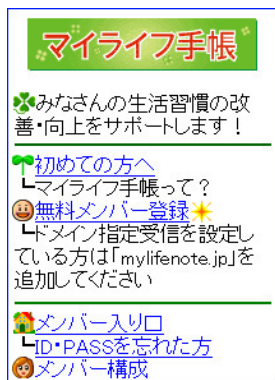 マイライフ手帳
みなさんの生活習慣の改
善・向上をサポートします！
初めての方へ
┗マイライフ手帳って？
無料メンバー登録
┗ドメイン指定受信を設定し
ている方は「mylifenote.jp」を
追加してください
メンバー入り口
┗ID・PASSを忘れた方
メンバー構成